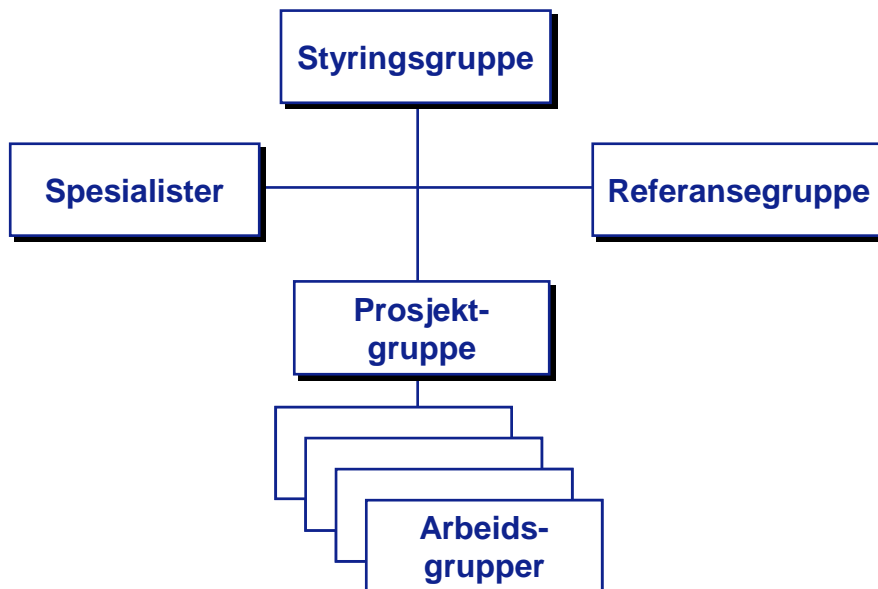 Styringsgruppe
Spesialister
Referansegruppe
Prosjekt-
gruppe
Arbeids-
grupper